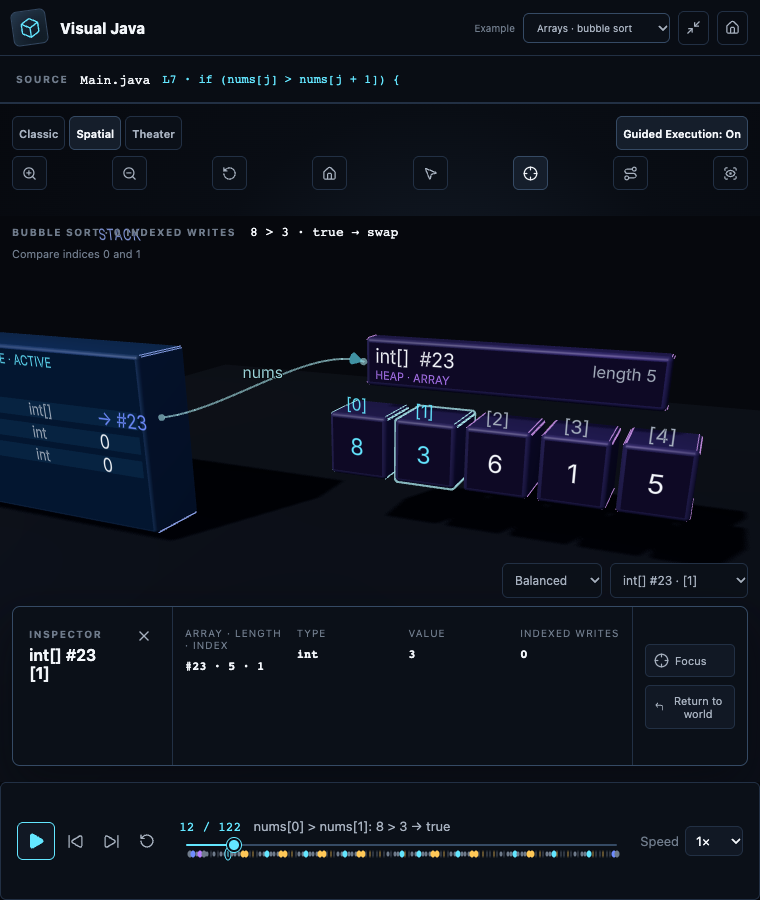 Visual Java
Example
Arrays · bubble sort
SOURCE Main.java L7 · if (nums[j] > nums[j + 1]) {
Classic Spatial Theater
Guided Execution: On
BUBBLE SORT · 0 INDEXED WRITES 8 > 3 · true → swap
STACK
Compare indices 0 and 1
E · ACTIVE
int[] → #23
int 0
int 0
nums
int[] #23
HEAP · ARRAY
length 5
[0] [1] [2] [3] [4]
8 3 6 1 5
Balanced
int[] #23 · [1]
INSPECTOR
int[] #23
[1]
ARRAY · LENGTH
· INDEX
#23 · 5 · 1
TYPE
int
VALUE
3
INDEXED WRITES
0
Focus
Return to
world
12 / 122 nums[0] > nums[1]: 8 > 3 → true
Speed 1×